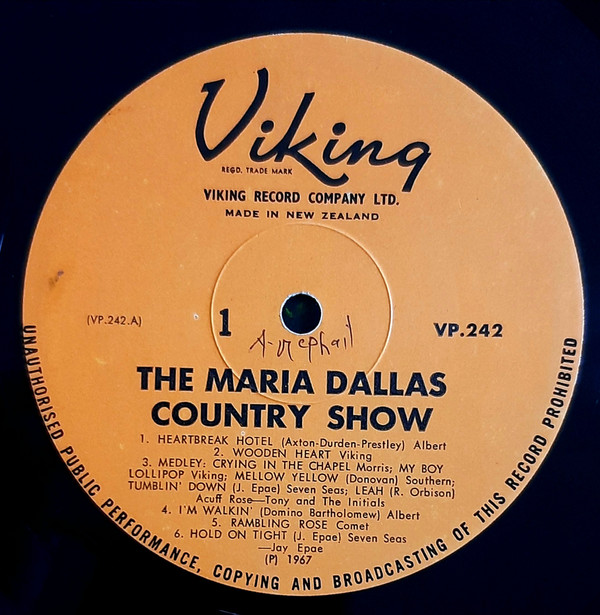 Viking
REGD. TRADE MARK
VIKING RECORD COMPANY LTD.
MADE IN NEW ZEALAND
(VP.242.A)
1
VP.242
THE MARIA DALLAS
COUNTRY SHOW
1. HEARTBREAK HOTEL (Axton-Durden-Prestley) Albert
2. WOODEN HEART Viking
3. MEDLEY: CRYING IN THE CHAPEL Morris; MY BOY
LOLLIPOP Viking; MELLOW YELLOW (Donovan) Southern;
TUMBLIN' DOWN (J. Epae) Seven Seas; LEAH (R. Orbison)
Acuff Rose—Tony and The Initials
4. I'M WALKIN' (Domino Bartholomew) Albert
5. RAMBLING ROSE Comet
6. HOLD ON TIGHT (J. Epae) Seven Seas
—Jay Epae
(P) 1967
UNAUTHORISED PUBLIC PERFORMANCE, COPYING AND BROADCASTING OF THIS RECORD PROHIBITED